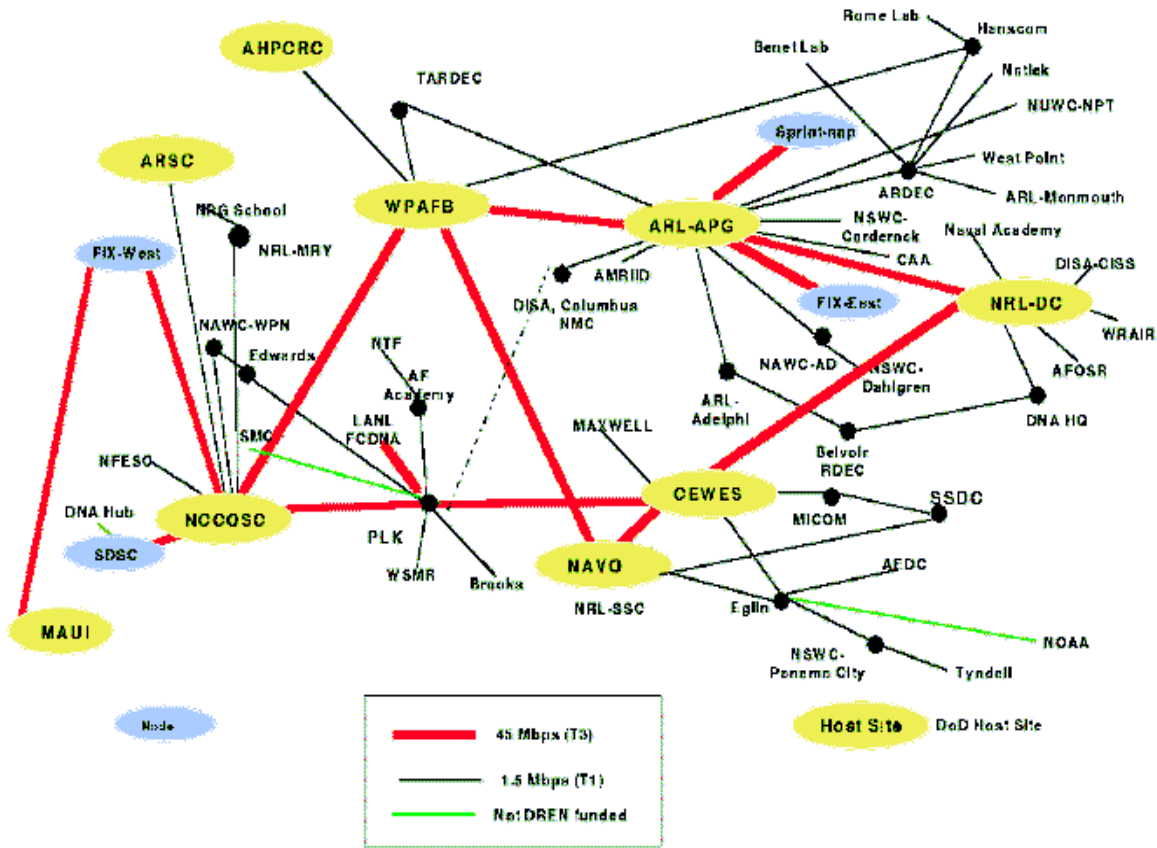 Rome Lab
Hanscom
AHPCRC
Benet Lab
TARDEC
Natick
NUWC-NPT
Sprint-nap
ARSC
West Point
ARDEC
ARL-Monmouth
WPAFB
NRG School
ARL-APG
NSWC-
Carderock
Naval Academy
FIX-West
NRL-MRY
CAA
DISA-CISS
AMRIID
DISA, Columbus
NMC
FIX-East
NRL-DC
WRAIR
NAWC-WPN
Edwards
NTF
AF
Academy
NAWC-AD
NSWC-
Dahlgren
AFOSR
ARL-
Adelphi
DNA HQ
LANL
FCDNA
SMC
MAXWELL
Belvoir
RDEC
NFESC
CEWES
SSDC
DNA Hub
NCCOSC
MICOM
PLK
SDSC
NAVO
WSMR
Brooks
AEDC
NRL-SSC
Eglin
MAUI
NOAA
NSWC-
Panama City
Tyndell
Node
Host Site
DoD Host Site
45 Mbps (T3)
1.5 Mbps (T1)
Not DREN funded